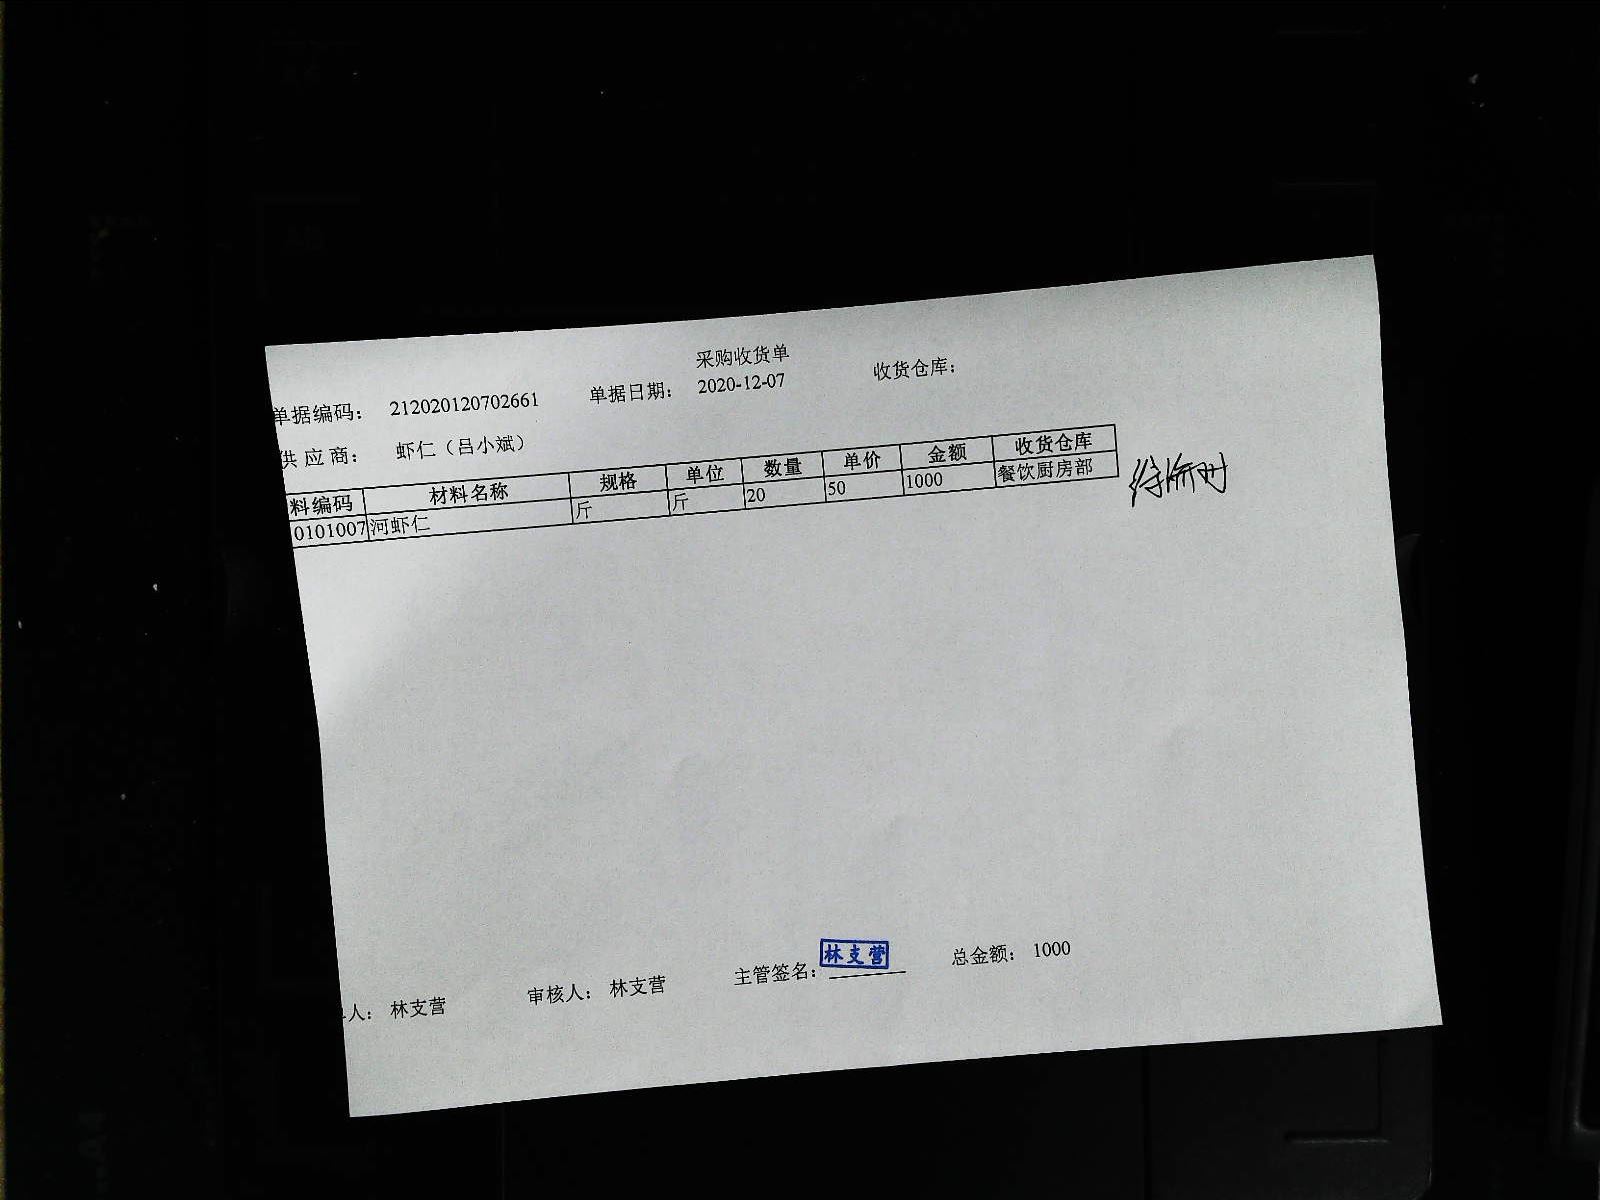 采购收货单
单据编码： 212020120702661 单据日期： 2020-12-07 收货仓库：
供应商： 虾仁（吕小斌）
料编码 材料名称 规格 单位 数量 单价 金额 收货仓库
0101007 河虾仁 斤 斤 20 50 1000 餐饮厨房部
人： 林支营 审核人： 林支营 主管签名： 林支营 总金额： 1000